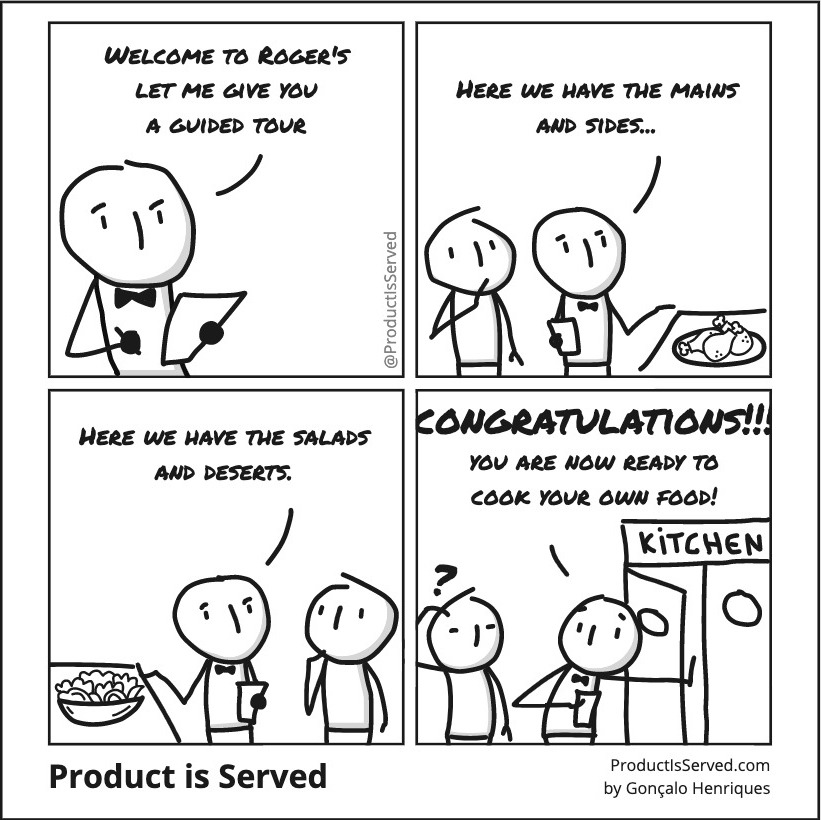 WELCOME TO ROGER'S
LET ME GIVE YOU
A GUIDED TOUR
@ProductIsServed
HERE WE HAVE THE MAINS
AND SIDES...
HERE WE HAVE THE SALADS
AND DESERTS.
CONGRATULATIONS!!!
YOU ARE NOW READY TO
COOK YOUR OWN FOOD!
KiTCHEN
?
Product is Served
ProductIsServed.com
by Gonçalo Henriques